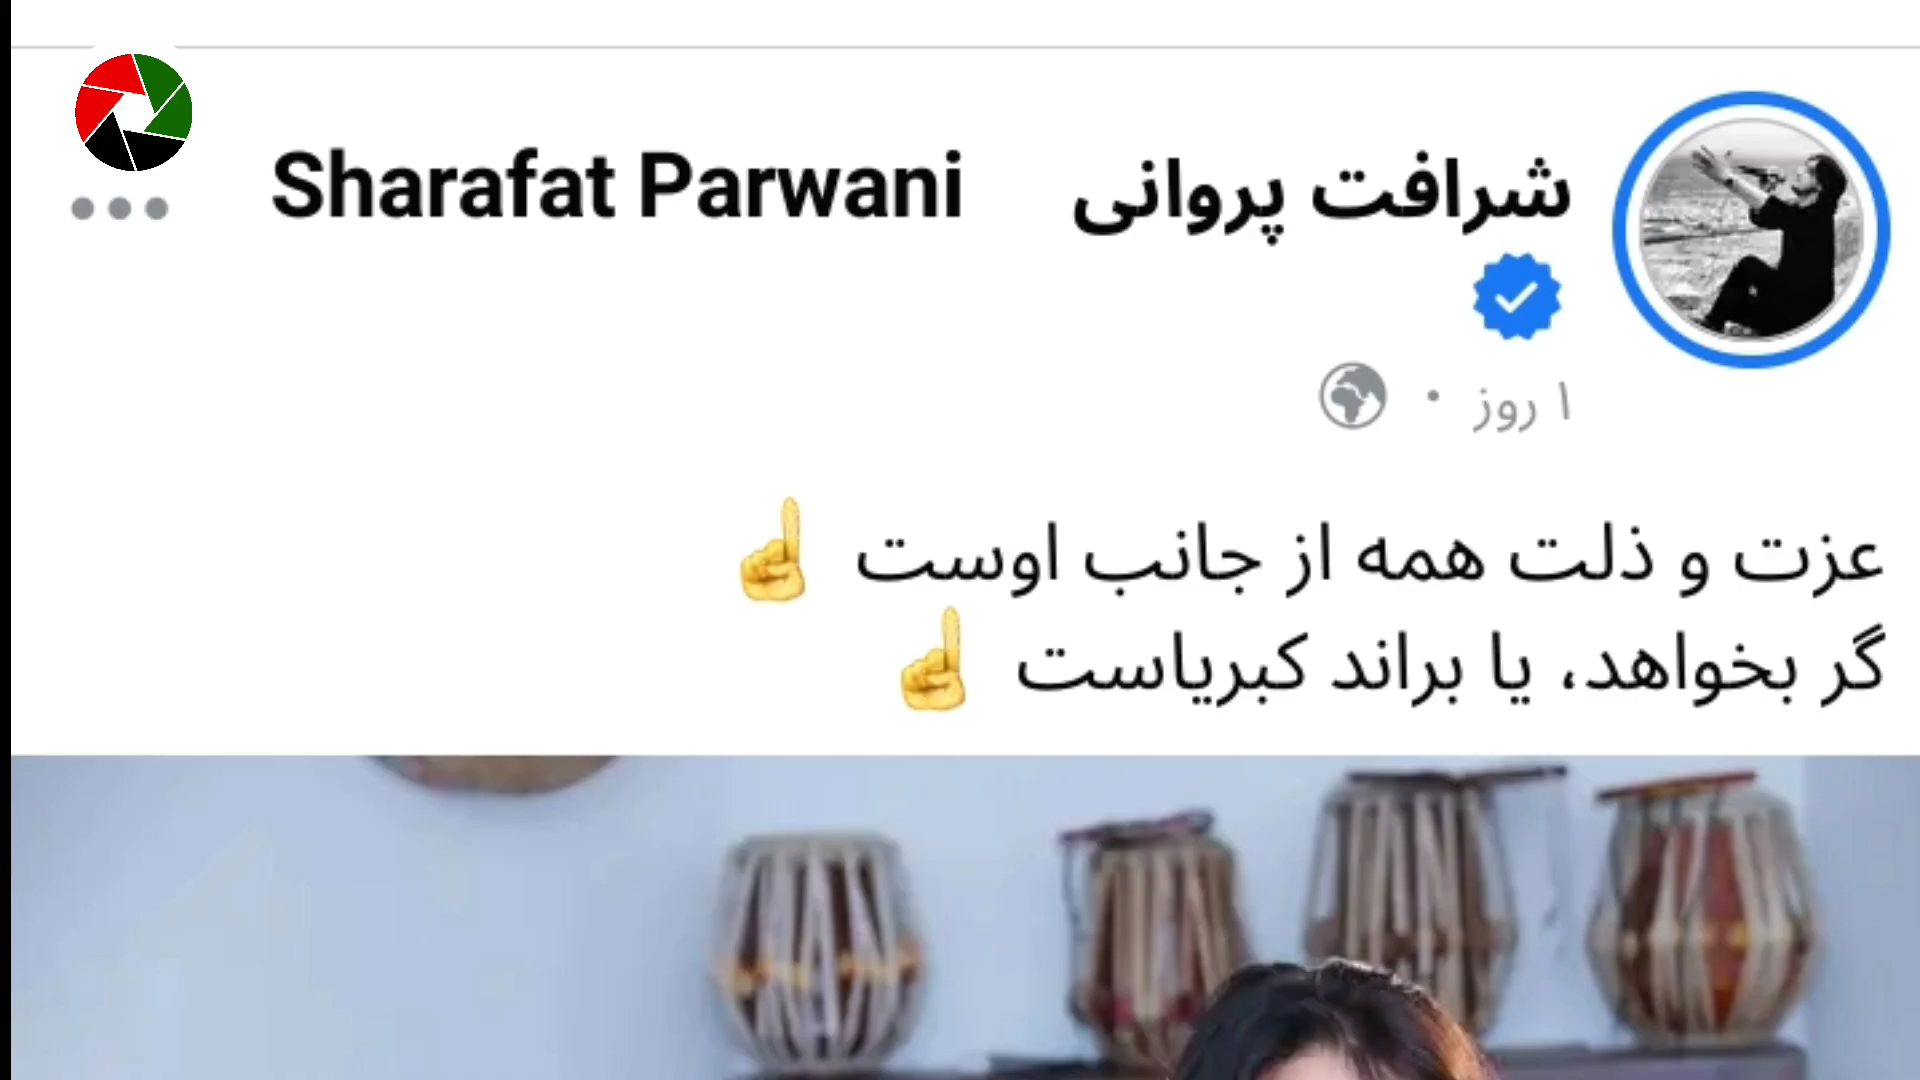 شرافت پروانی Sharafat Parwani
۱ روز
عزت و ذلت همه از جانب اوست ☝
گر بخواهد، یا براند کبریاست ☝